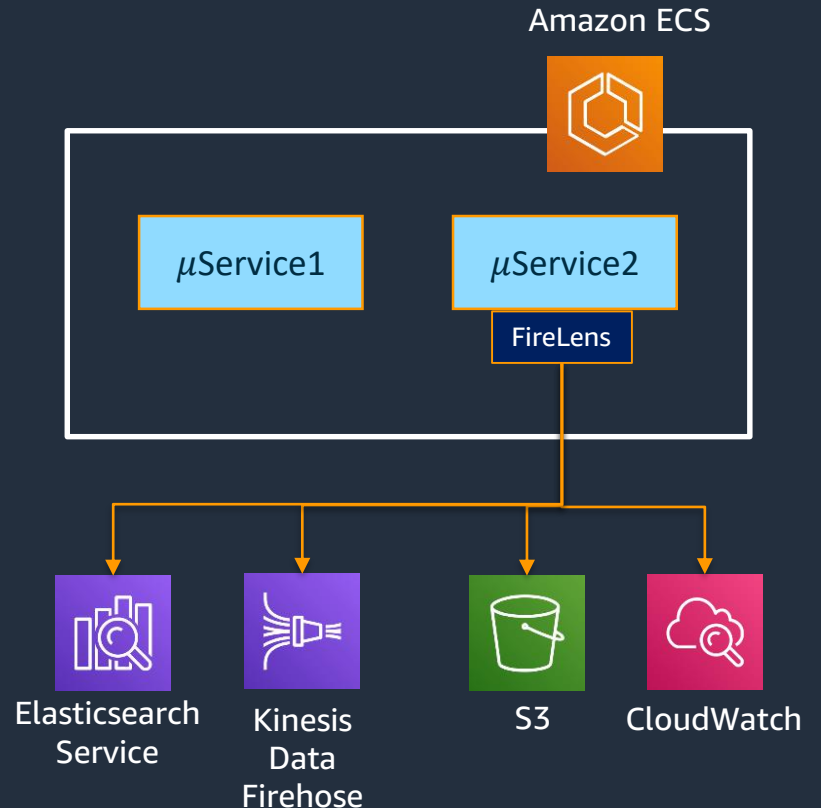 Amazon ECS
𝜇Service1
𝜇Service2
FireLens
Elasticsearch
Service
Kinesis
Data
Firehose
S3
CloudWatch